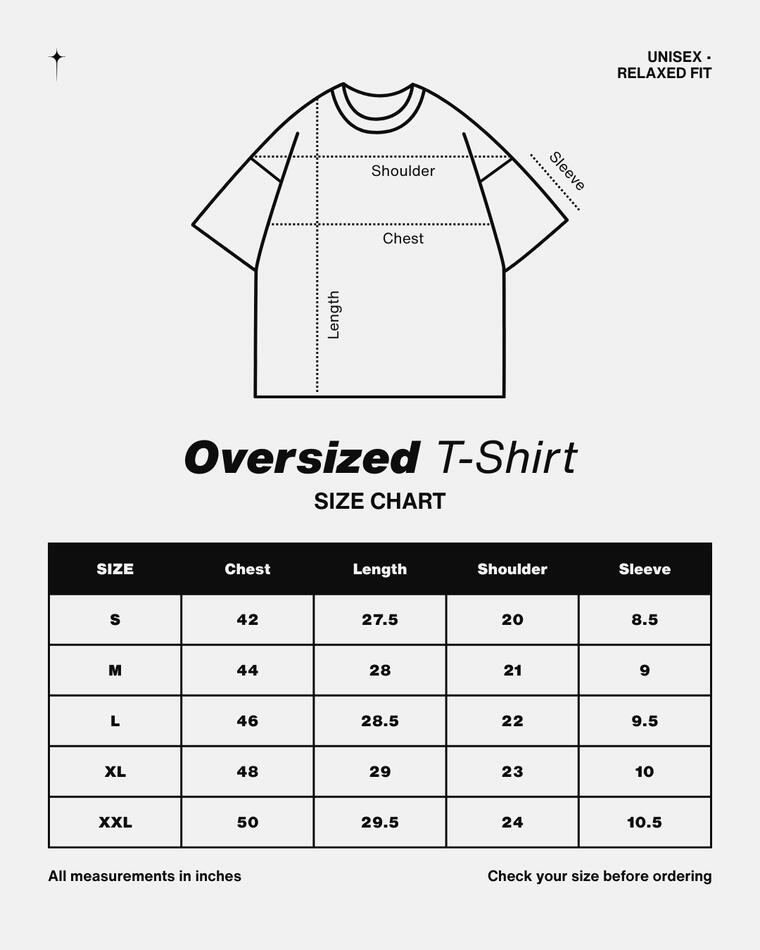 UNISEX -
RELAXED FIT
Shoulder
Sleeve
Chest
Length
Oversized T-Shirt
SIZE CHART
SIZE Chest Length Shoulder Sleeve
S 42 27.5 20 8.5
M 44 28 21 9
L 46 28.5 22 9.5
XL 48 29 23 10
XXL 50 29.5 24 10.5
All measurements in inches Check your size before ordering